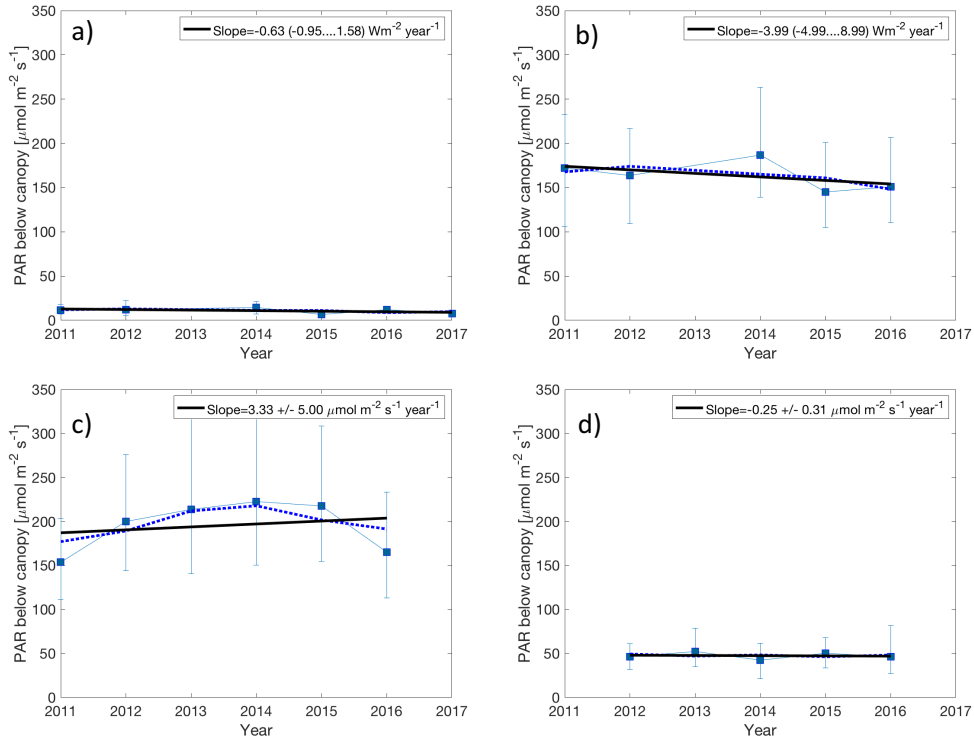 a)
Slope=-0.63 (-0.95....1.58) Wm⁻² year⁻¹
PAR below canopy [μmol m⁻² s⁻¹]
350
300
250
200
150
100
50
0
2011 2012 2013 2014 2015 2016 2017
Year
b)
Slope=-3.99 (-4.99....8.99) Wm⁻² year⁻¹
PAR below canopy [μmol m⁻² s⁻¹]
350
300
250
200
150
100
50
0
2011 2012 2013 2014 2015 2016 2017
Year
c)
Slope=3.33 +/- 5.00 μmol m⁻² s⁻¹ year⁻¹
PAR below canopy [μmol m⁻² s⁻¹]
350
300
250
200
150
100
50
0
2011 2012 2013 2014 2015 2016 2017
Year
d)
Slope=-0.25 +/- 0.31 μmol m⁻² s⁻¹ year⁻¹
PAR below canopy [μmol m⁻² s⁻¹]
350
300
250
200
150
100
50
0
2011 2012 2013 2014 2015 2016 2017
Year